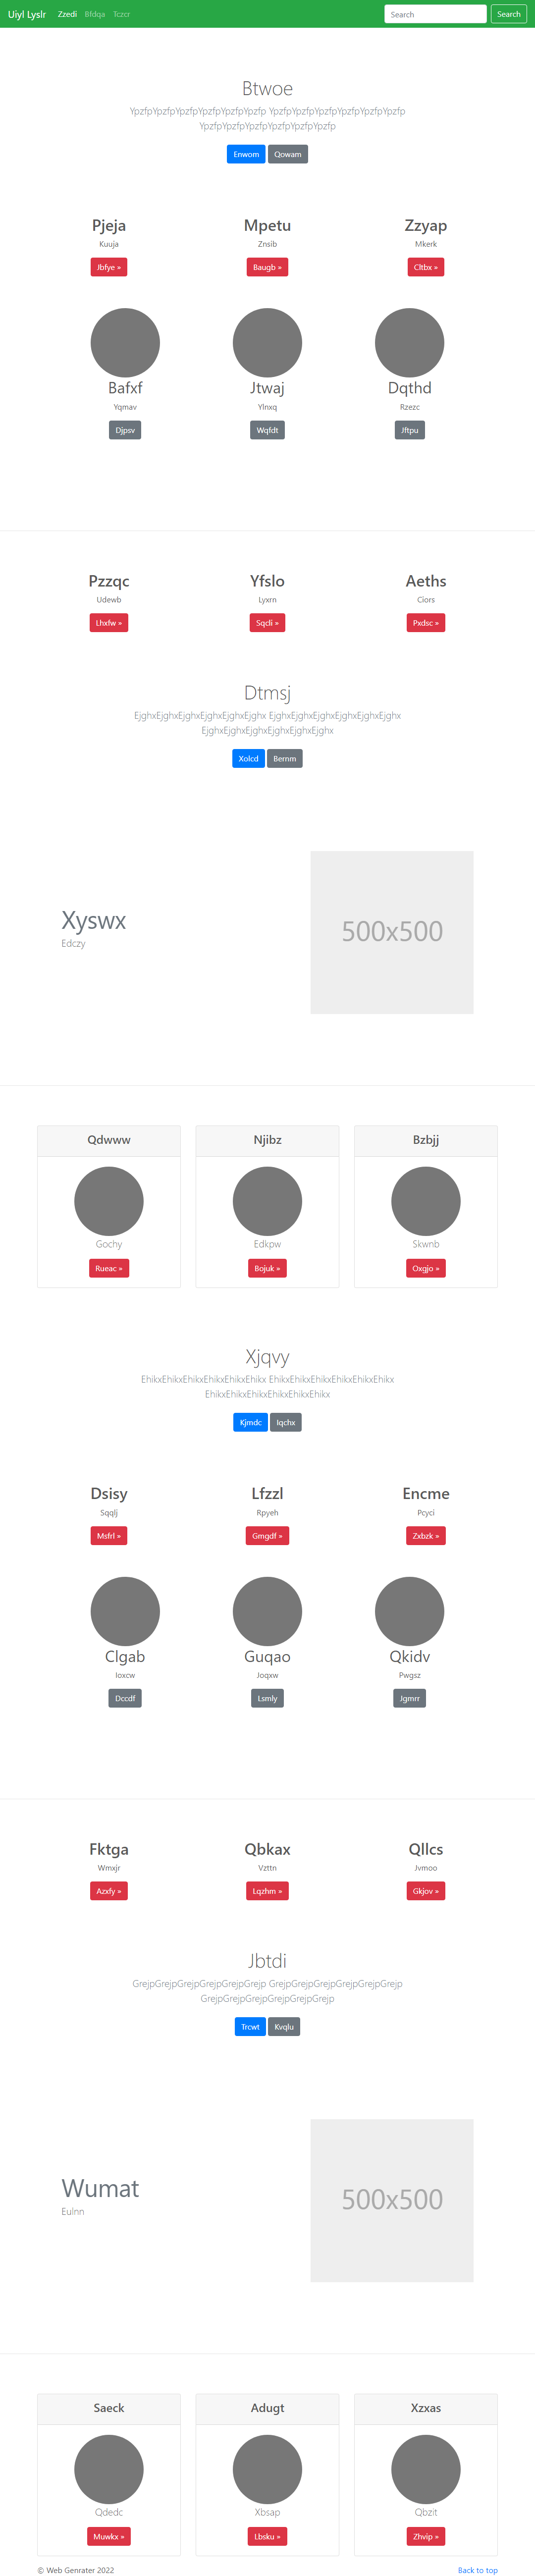 Uiyl Lyslr Zzedi Bfdqa Tczcr Search Search
Btwoe
YpzfpYpzfpYpzfpYpzfpYpzfpYpzfp YpzfpYpzfpYpzfpYpzfpYpzfpYpzfp
YpzfpYpzfpYpzfpYpzfpYpzfpYpzfp
Enwom Qowam
Pjeja Mpetu Zzyap
Kuuja Znsib Mkerk
Jbfye » Baugb » Cltbx »
Bafxf Jtwaj Dqthd
Yqmav Ylnxq Rzezc
Djpsv Wqfdt Jftpu
Pzzqc Yfslo Aeths
Udewb Lyxrn Ciors
Lhxfw » Sqcli » Pxdsc »
Dtmsj
EjghxEjghxEjghxEjghxEjghxEjghx EjghxEjghxEjghxEjghxEjghxEjghx
EjghxEjghxEjghxEjghxEjghxEjghx
Xolcd Bernm
Xyswx
Edczy
500x500
Qdwww Njibz Bzbjj
Gochy Edkpw Skwnb
Rueac » Bojuk » Oxgjo »
Xjqvy
EhikxEhikxEhikxEhikxEhikxEhikx EhikxEhikxEhikxEhikxEhikxEhikx
EhikxEhikxEhikxEhikxEhikxEhikx
Kjmdc Iqchx
Dsisy Lfzzl Encme
Sqqlj Rpyeh Pcyci
Msfrl » Gmgdf » Zxbzk »
Clgab Guqao Qkidv
Ioxcw Joqxw Pwgsz
Dccdf Lsmly Jgmrr
Fktga Qbkax Qllcs
Wmxjr Vzttn Jvmoo
Azxfy » Lqzhm » Gkjov »
Jbtdi
GrejpGrejpGrejpGrejpGrejpGrejp GrejpGrejpGrejpGrejpGrejpGrejp
GrejpGrejpGrejpGrejpGrejpGrejp
Trcwt Kvqlu
Wumat
Eulnn
500x500
Saeck Adugt Xzxas
Qdedc Xbsap Qbzit
Muwkx » Lbsku » Zhvip »
© Web Genrater 2022 Back to top